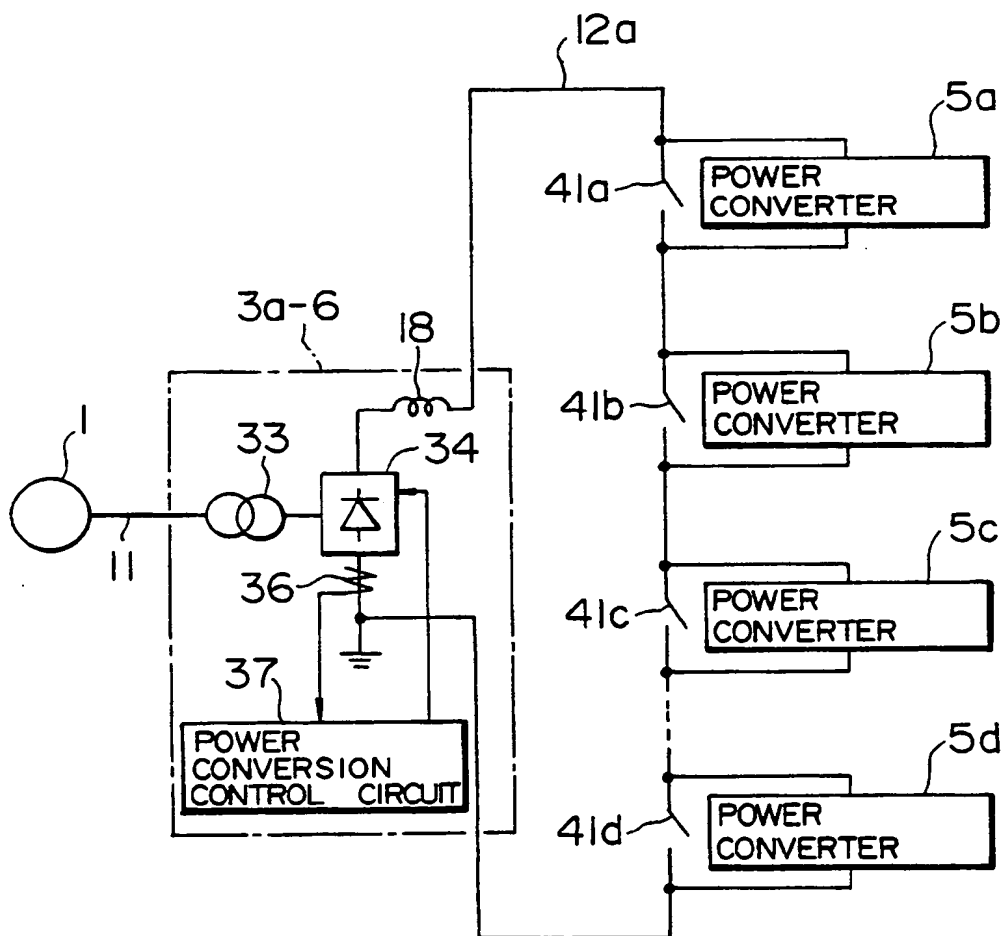 12a
5a
POWER
CONVERTER
41a
3a-6
18
5b
POWER
CONVERTER
41b
1
33
34
11
36
5c
POWER
CONVERTER
41c
37
POWER
CONVERSION
CONTROL CIRCUIT
5d
POWER
CONVERTER
41d